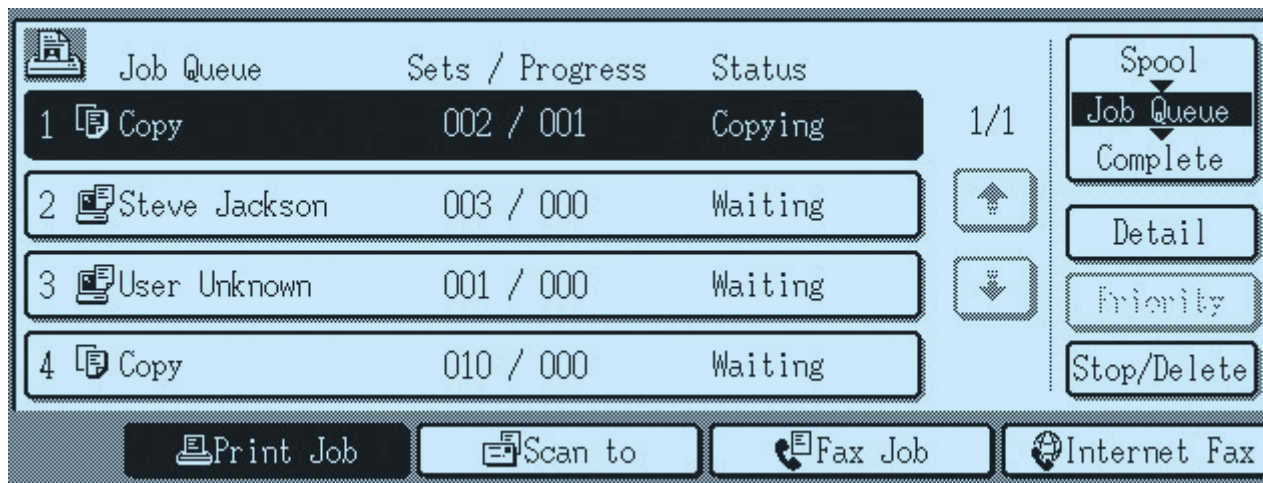 Job Queue Sets / Progress Status
1 Copy 002 / 001 Copying
2 Steve Jackson 003 / 000 Waiting
3 User Unknown 001 / 000 Waiting
4 Copy 010 / 000 Waiting
1/1
Spool
Job Queue
Complete
Detail
Priority
Stop/Delete
Print Job Scan to Fax Job Internet Fax